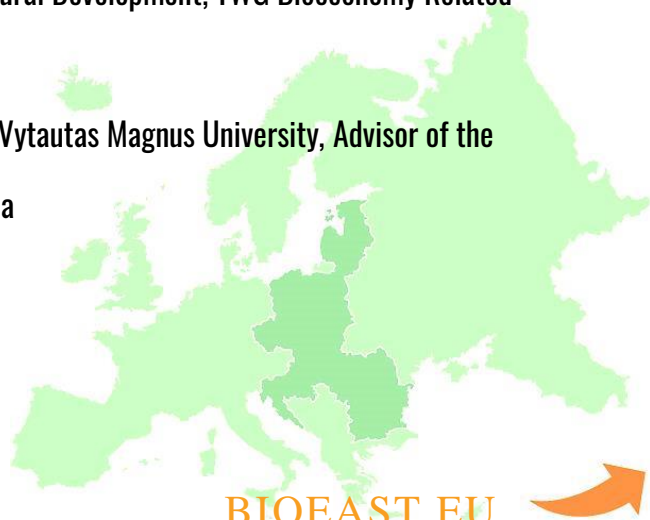 ural Development, TWG Bioeconomy Related
Vytautas Magnus University, Advisor of the
a
BIOEAST.EU